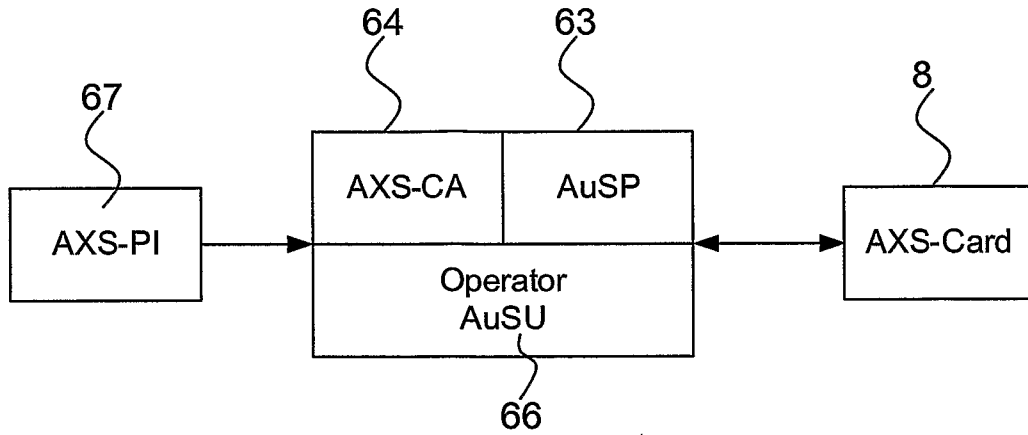 64
63
8
67
AXS-CA
AuSP
AXS-PI
AXS-Card
Operator
AuSU
66